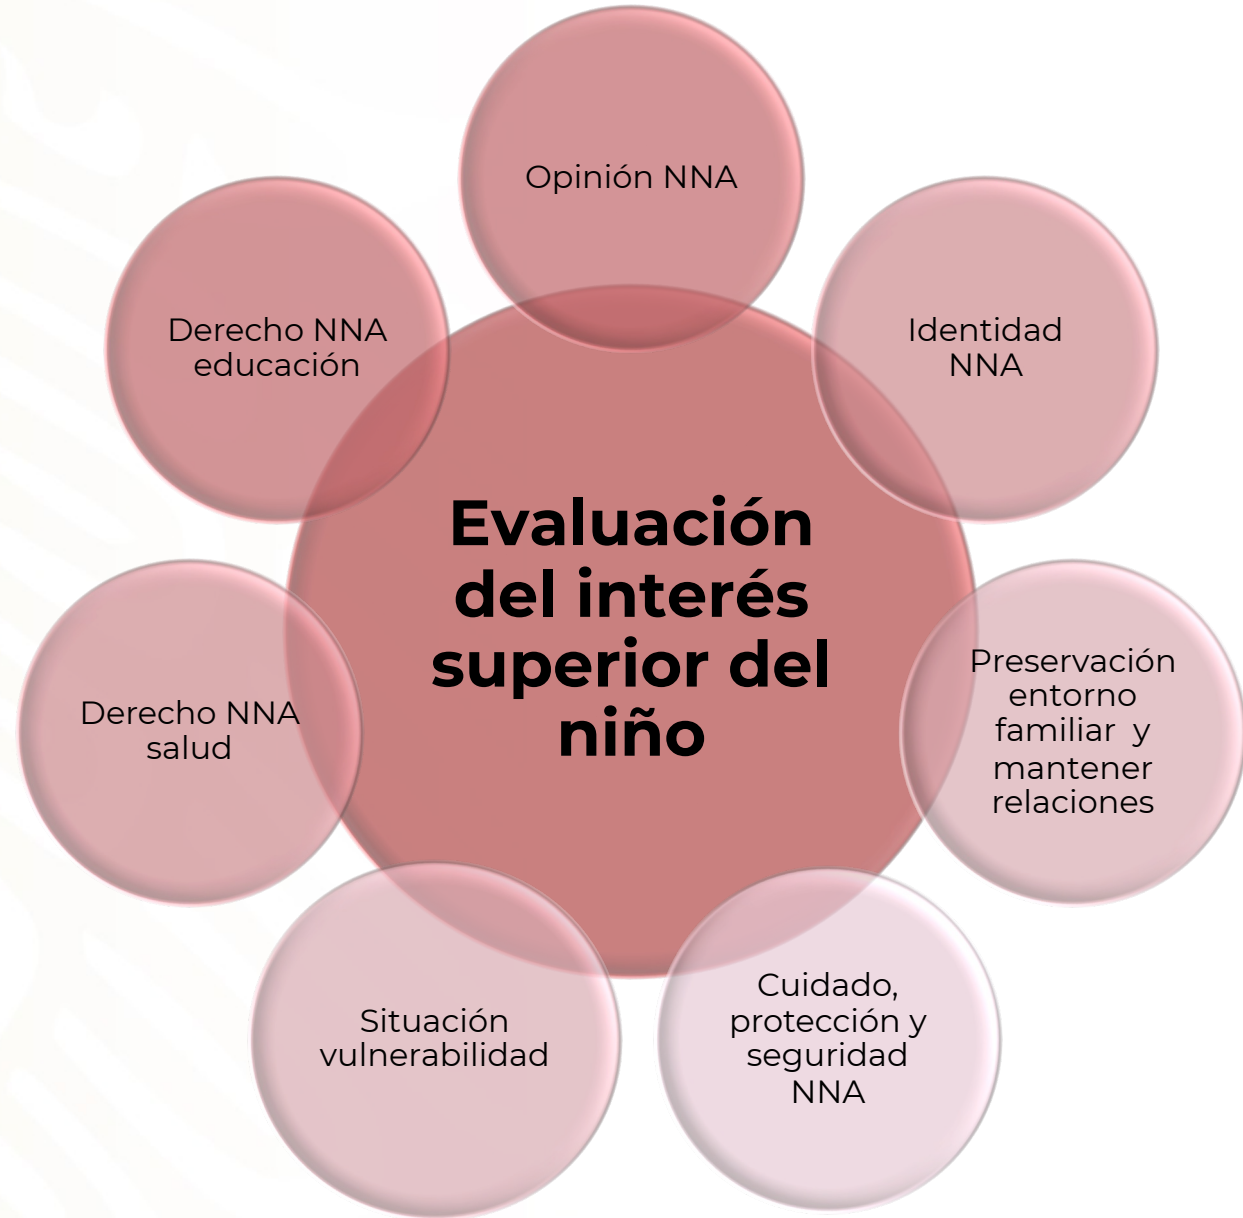 Opinión NNA
Identidad
NNA
Preservación
entorno
familiar y
mantener
relaciones
Cuidado,
protección y
seguridad
NNA
Situación
vulnerabilidad
Derecho NNA
salud
Derecho NNA
educación
Evaluación
del interés
superior del
niño